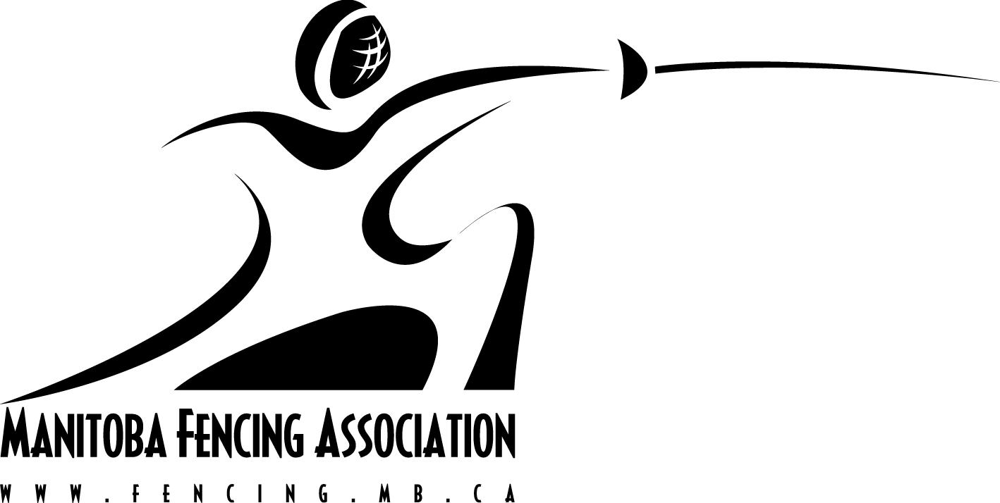 MANITOBA FENCING ASSOCIATION
WWW.FENCING.MB.CA